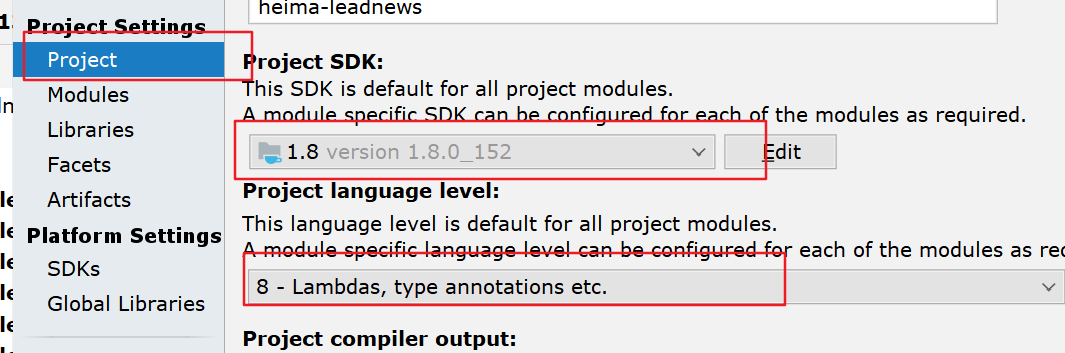 heima-leadnews
Project Settings
Project
Modules
Libraries
Facets
Artifacts
Platform Settings
SDKs
Global Libraries
Project SDK:
This SDK is default for all project modules.
A module specific SDK can be configured for each of the modules as required.
1.8 version 1.8.0_152
Edit
Project language level:
This language level is default for all project modules.
A module specific language level can be configured for each of the modules as
8 - Lambdas, type annotations etc.
Project compiler output: